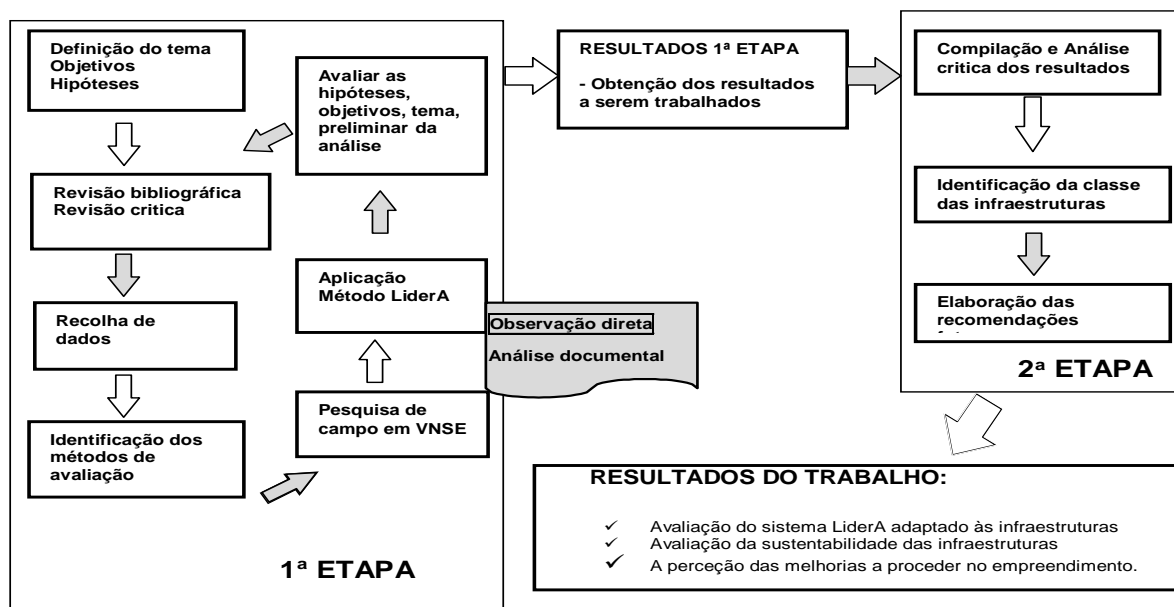 Definição do tema
Objetivos
Hipóteses
Revisão bibliográfica
Revisão critica
Recolha de
dados
Identificação dos
métodos de
avaliação
Pesquisa de
campo em VNSE
Observação direta
Análise documental
Aplicação
Método LiderA
Avaliar as
hipóteses,
objetivos, tema,
preliminar da
análise
1ª ETAPA
RESULTADOS 1ª ETAPA
- Obtenção dos resultados
a serem trabalhados
Compilação e Análise
critica dos resultados
Identificação da classe
das infraestruturas
Elaboração das
recomendações
2ª ETAPA
RESULTADOS DO TRABALHO:
✓ Avaliação do sistema LiderA adaptado às infraestruturas
✓ Avaliação da sustentabilidade das infraestruturas
✓ A perceção das melhorias a proceder no empreendimento.